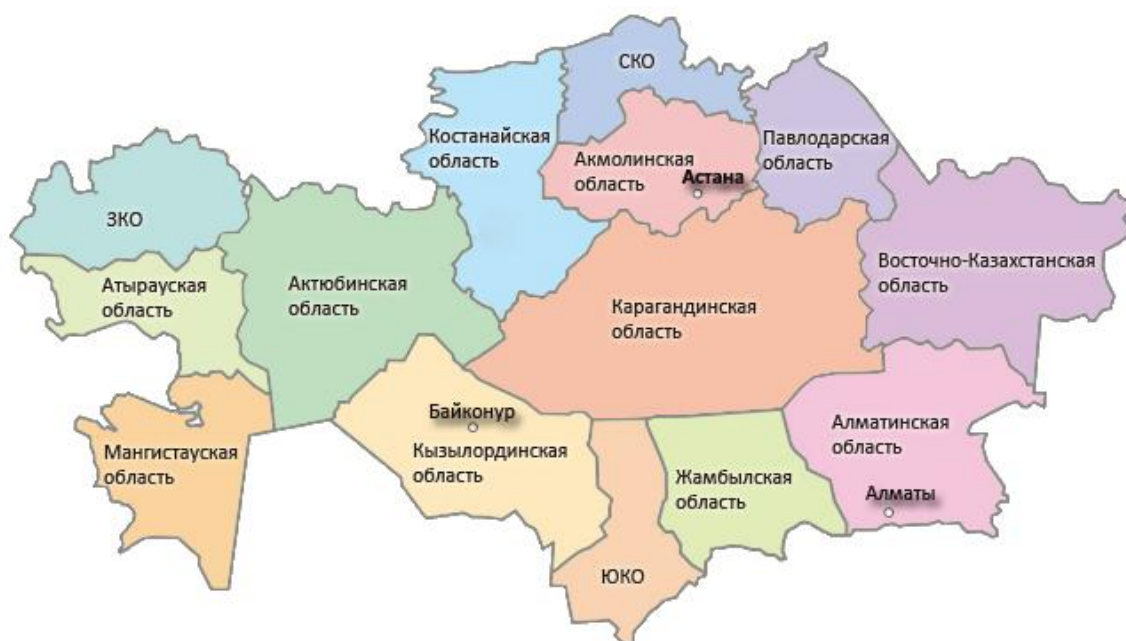 СКО
Костанайская
область
Павлодарская
область
Акмолинская
область
Астана
ЗКО
Восточно-Казахстанская
область
Атырауская
область
Актюбинская
область
Карагандинская
область
Байконур
Кызылординская
область
Алматинская
область
Мангистауская
область
Жамбылская
область
Алматы
ЮКО